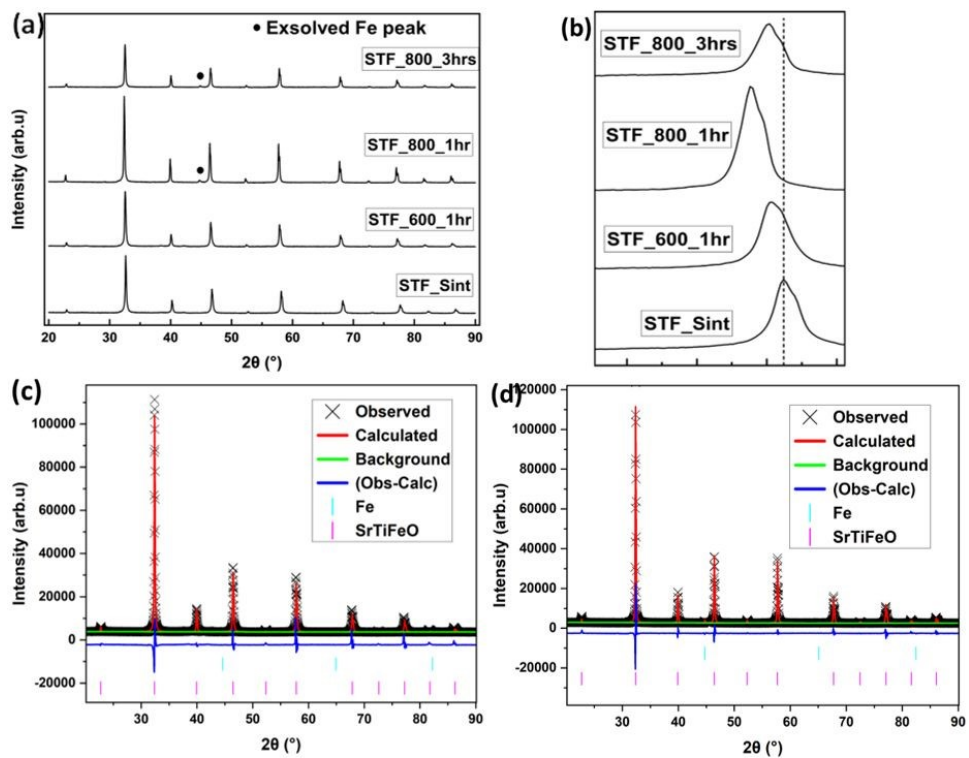 (a)
● Exsolved Fe peak
STF_800_3hrs
STF_800_1hr
STF_600_1hr
STF_Sint
Intensity (arb.u)
20 30 40 50 60 70 80 90
2θ (°)
(b)
STF_800_3hrs
STF_800_1hr
STF_600_1hr
STF_Sint
(c)
Observed
Calculated
Background
(Obs-Calc)
Fe
SrTiFeO
100000
80000
60000
40000
20000
0
-20000
Intensity (arb.u)
30 40 50 60 70 80 90
2θ (°)
(d)
Observed
Calculated
Background
(Obs-Calc)
Fe
SrTiFeO
120000
100000
80000
60000
40000
20000
0
-20000
Intensity (arb.u)
30 40 50 60 70 80 90
2θ (°)